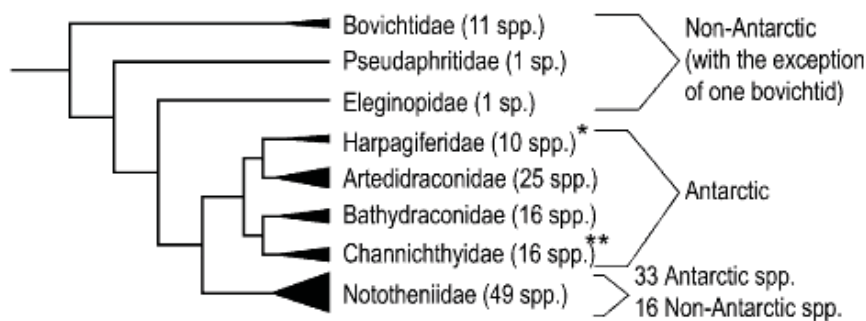 Bovichtidae (11 spp.)
Pseudaphritidae (1 sp.)
Eleginopidae (1 sp.)
Harpagiferidae (10 spp.)*
Artedidraconidae (25 spp.)
Bathydraconidae (16 spp.)
Channichthyidae (16 spp.)**
Nototheniidae (49 spp.)
Non-Antarctic
(with the exception
of one bovichtid)
Antarctic
33 Antarctic spp.
16 Non-Antarctic spp.